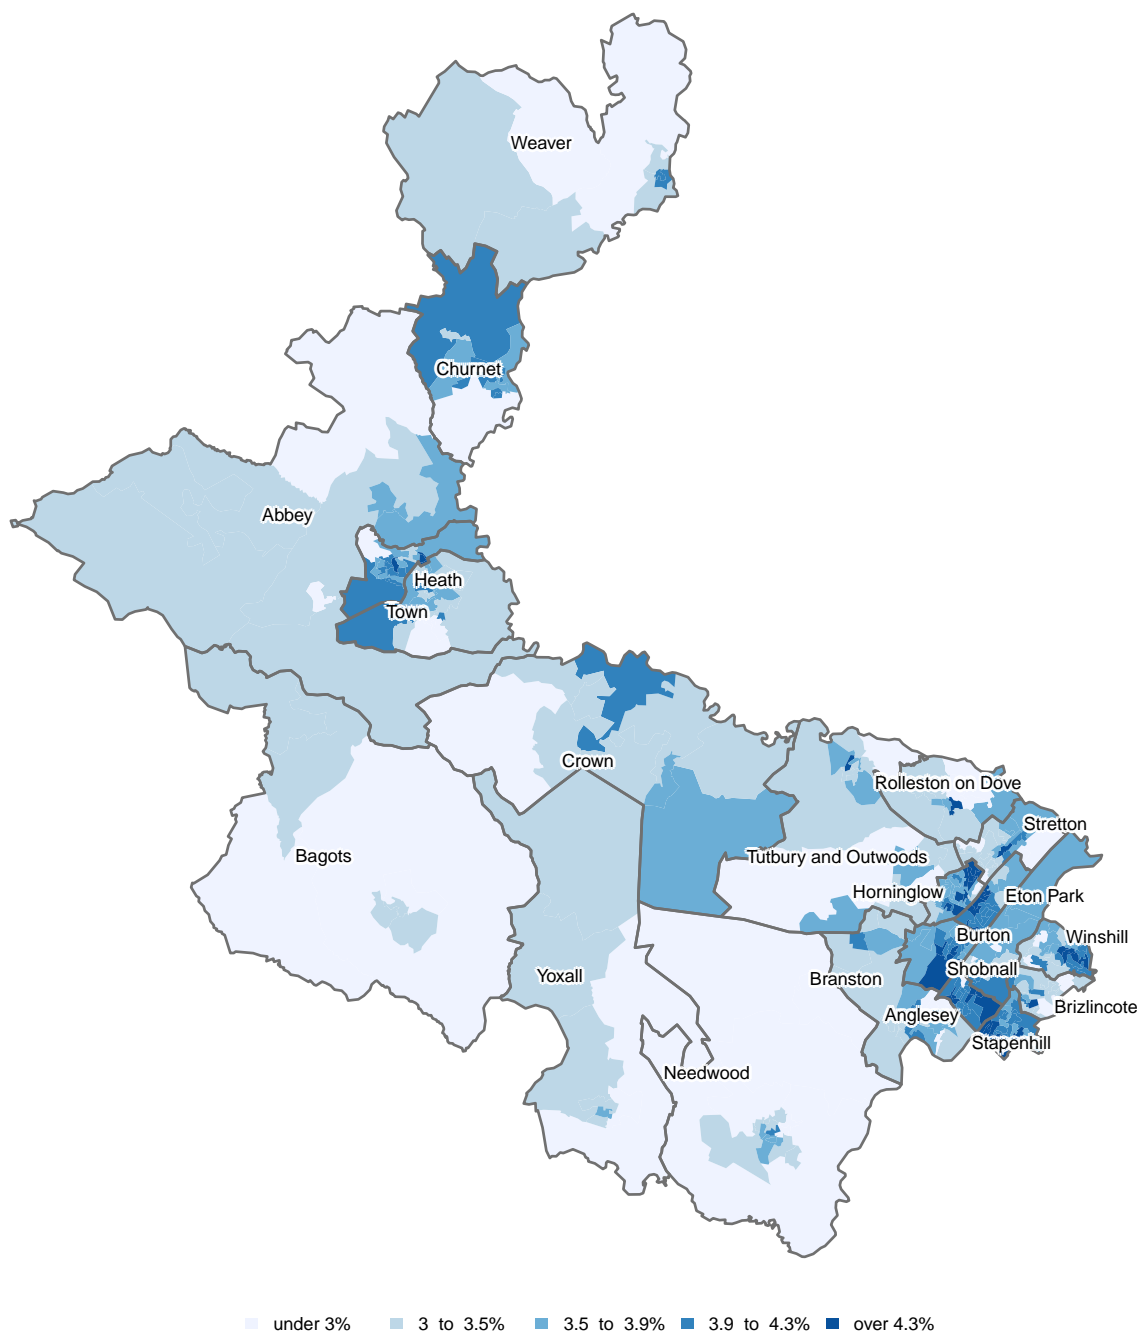 Weaver
Churnet
Abbey
Heath
Town
Crown
Rolleston on Dove
Stretton
Bagots
Tutbury and Outwoods
Horninglow
Eton Park
Burton
Winshill
Yoxall
Branston
Shobnall
Brizlincote
Anglesey
Stapenhill
Needwood
under 3% 3 to 3.5% 3.5 to 3.9% 3.9 to 4.3% over 4.3%